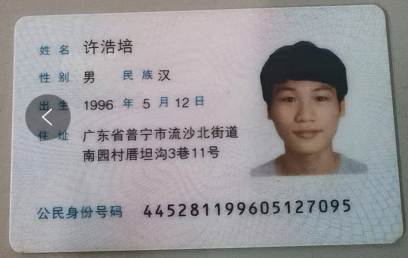 姓名 许浩培
性别 男 民族 汉
出生 1996 年 5 月 12 日
住址 广东省普宁市流沙北街道
南园村厝坦沟3巷11号
公民身份号码 445281199605127095